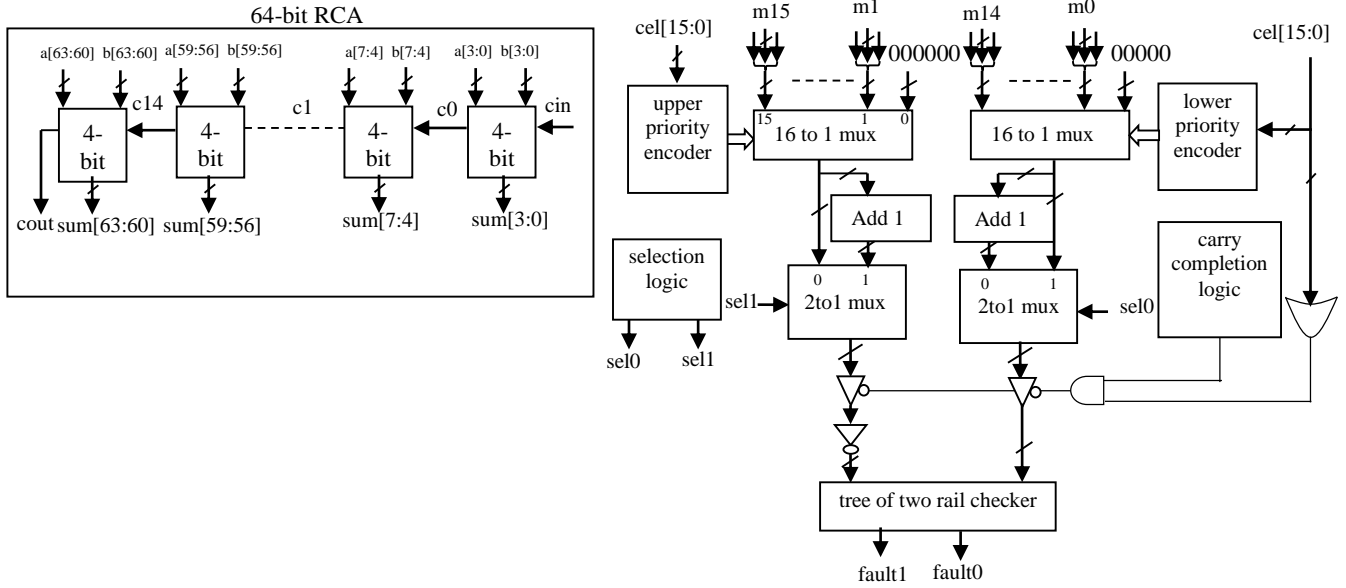 64-bit RCA
a[63:60] b[63:60] a[59:56] b[59:56] a[7:4] b[7:4] a[3:0] b[3:0]
c14 c1 c0 cin
4-bit
4-bit
4-bit
4-bit
cout sum[63:60] sum[59:56] sum[7:4] sum[3:0]
m15 m1 m14 m0
cel[15:0] 000000 00000 cel[15:0]
upper
priority
encoder
15 1 0
16 to 1 mux
16 to 1 mux
lower
priority
encoder
Add 1
Add 1
selection
logic
carry
completion
logic
0 1
sel1 2to1 mux
0 1
2to1 mux sel0
sel0 sel1
tree of two rail checker
fault1 fault0